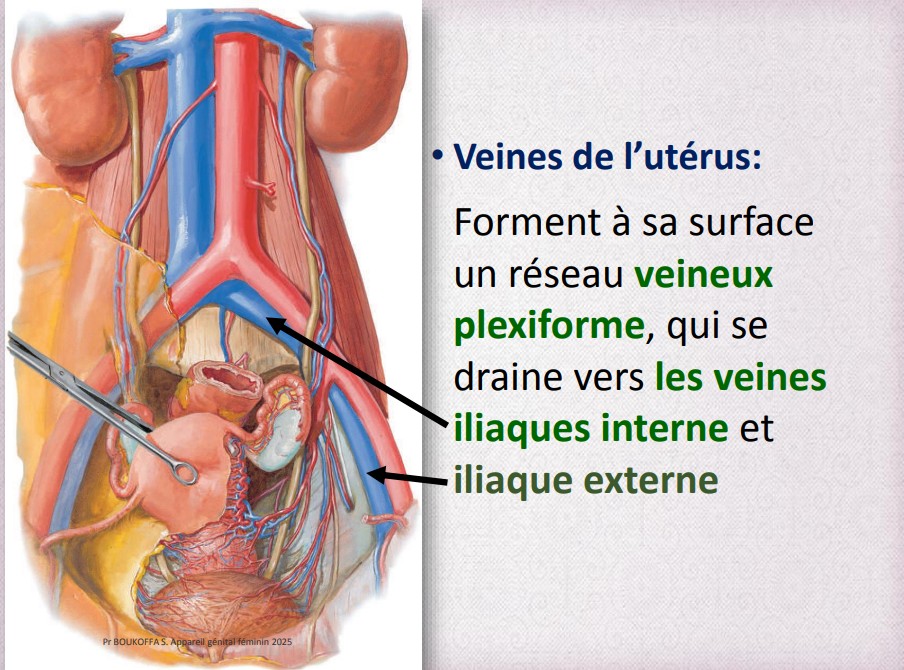 • Veines de l’utérus:
Forment à sa surface
un réseau veineux
plexiforme, qui se
draine vers les veines
iliaques interne et
iliaque externe
Pr BOUKOFFA S. Appareil génital féminin 2025